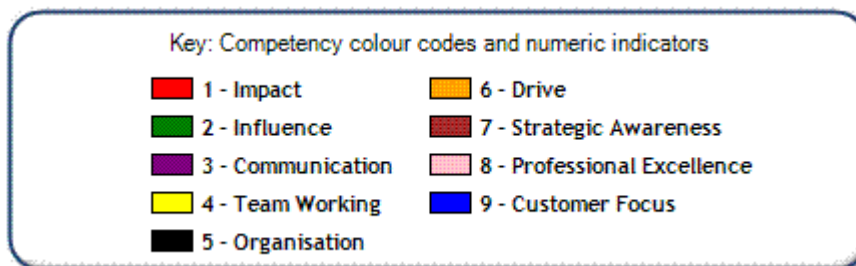 Key: Competency colour codes and numeric indicators
1 - Impact
2 - Influence
3 - Communication
4 - Team Working
5 - Organisation
6 - Drive
7 - Strategic Awareness
8 - Professional Excellence
9 - Customer Focus